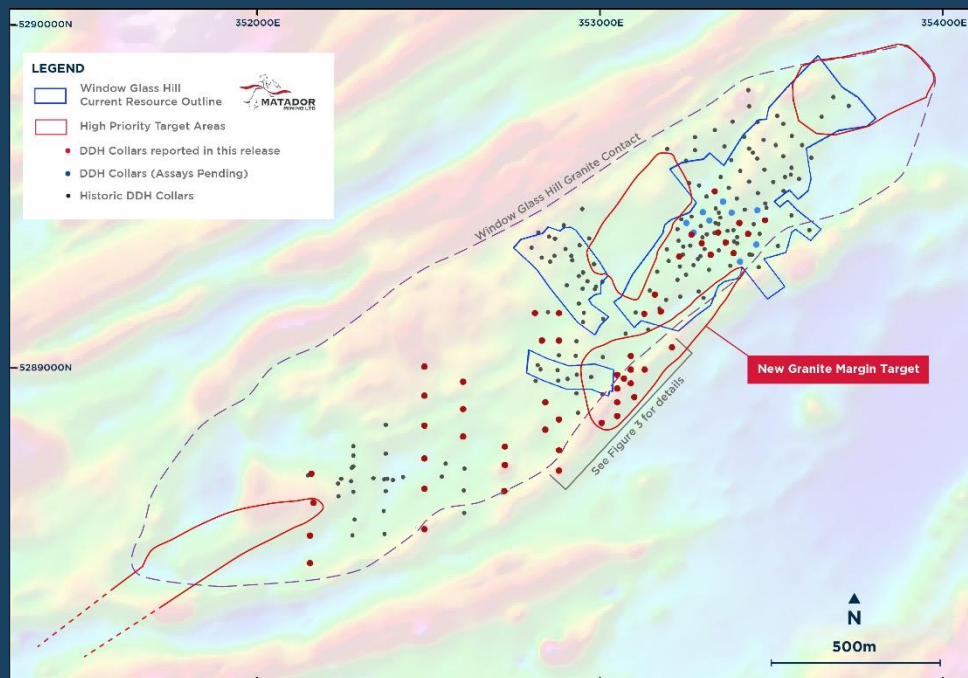 352000E
353000E
354000E
5290000N
LEGEND
Window Glass Hill
Current Resource Outline
MATADOR
MINING LTD
High Priority Target Areas
DDH Collars reported in this release
DDH Collars (Assays Pending)
Historic DDH Collars
Window Glass Hill Granite Contact
5289000N
New Granite Margin Target
See Figure 3 for details
N
500m